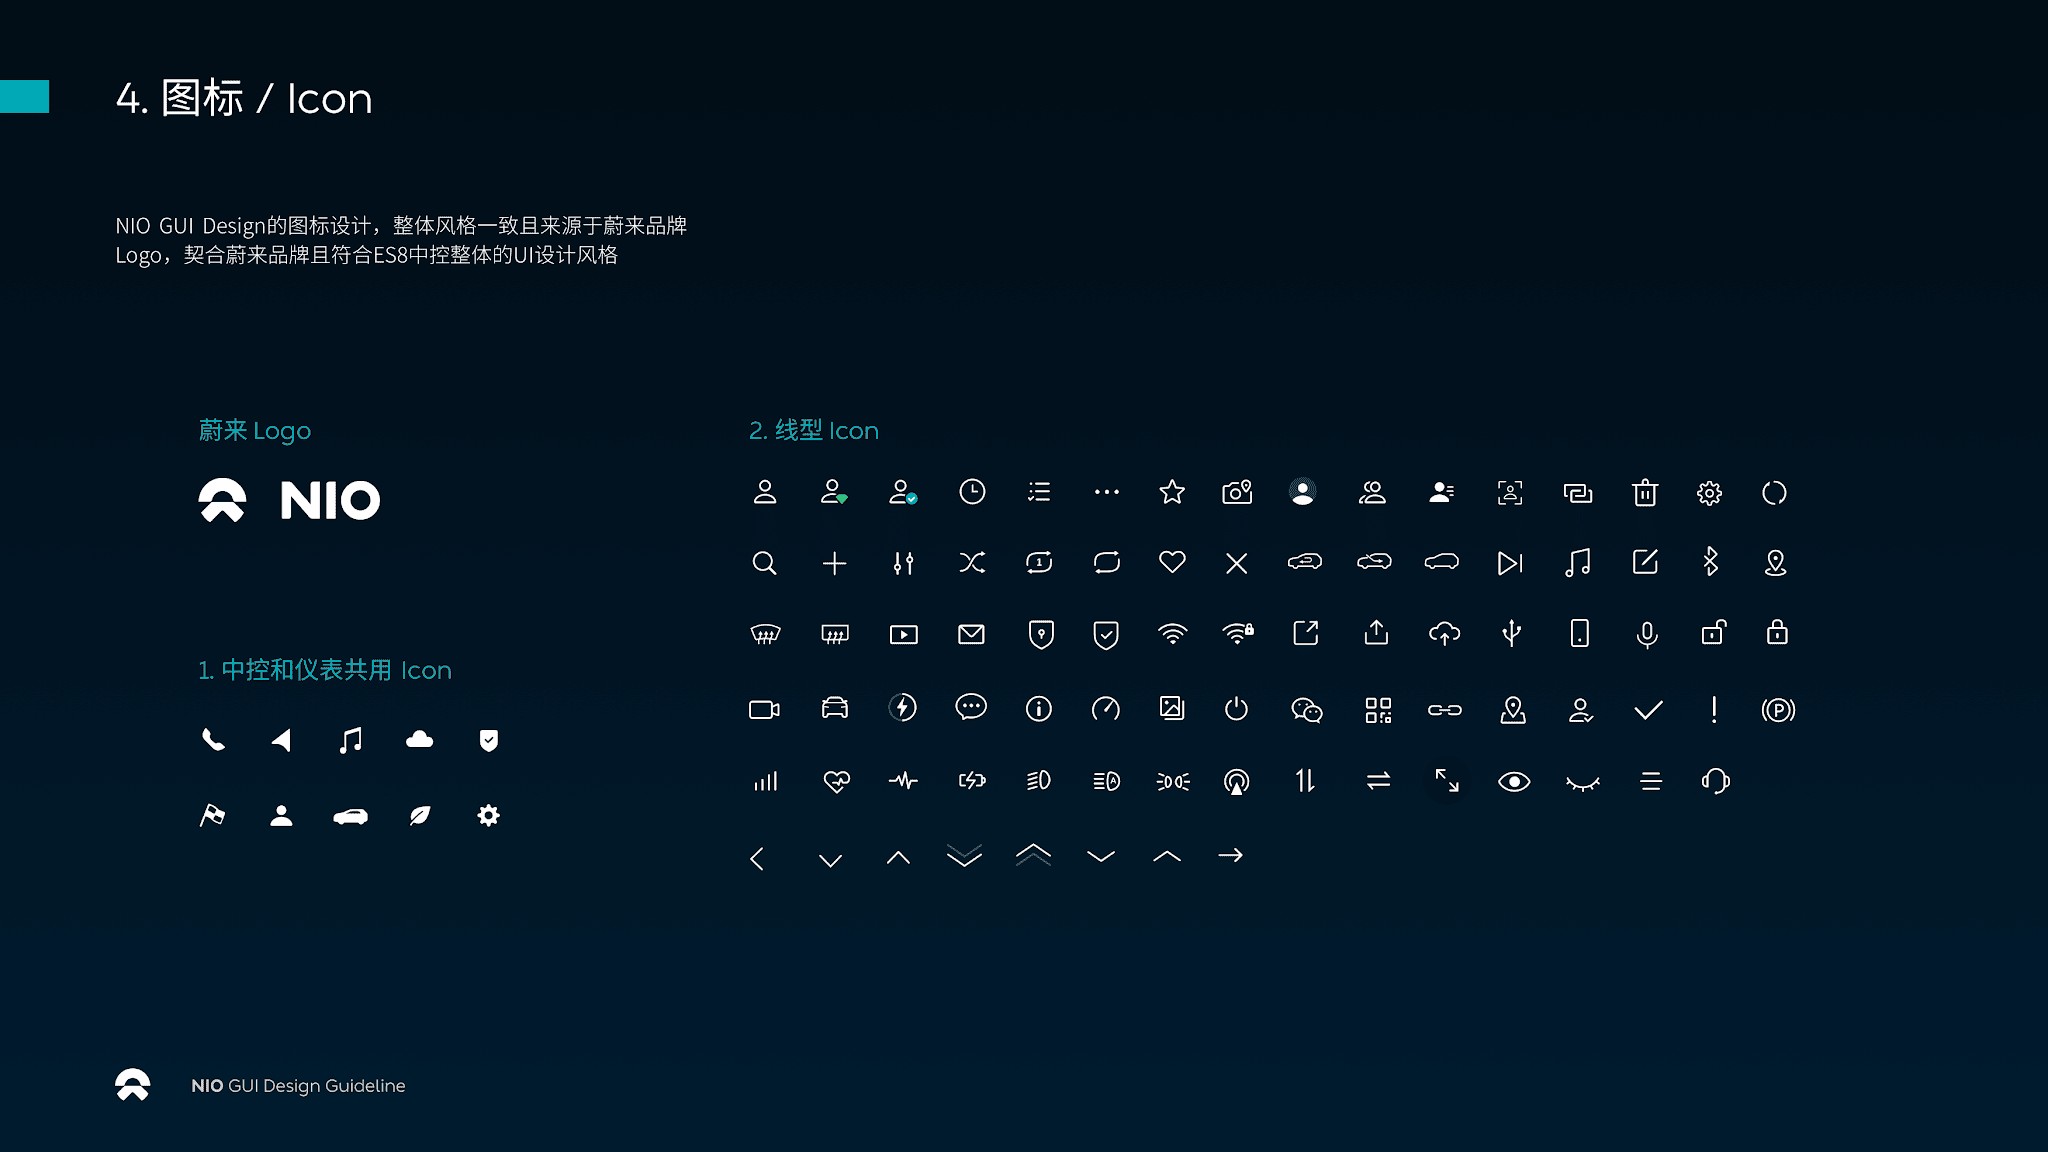 4. 图标 / Icon
NIO GUI Design的图标设计，整体风格一致且来源于蔚来品牌
Logo，契合蔚来品牌且符合ES8中控整体的UI设计风格
蔚来 Logo
NIO
1. 中控和仪表共用 Icon
2. 线型 Icon
1
P
A
NIO GUI Design Guideline